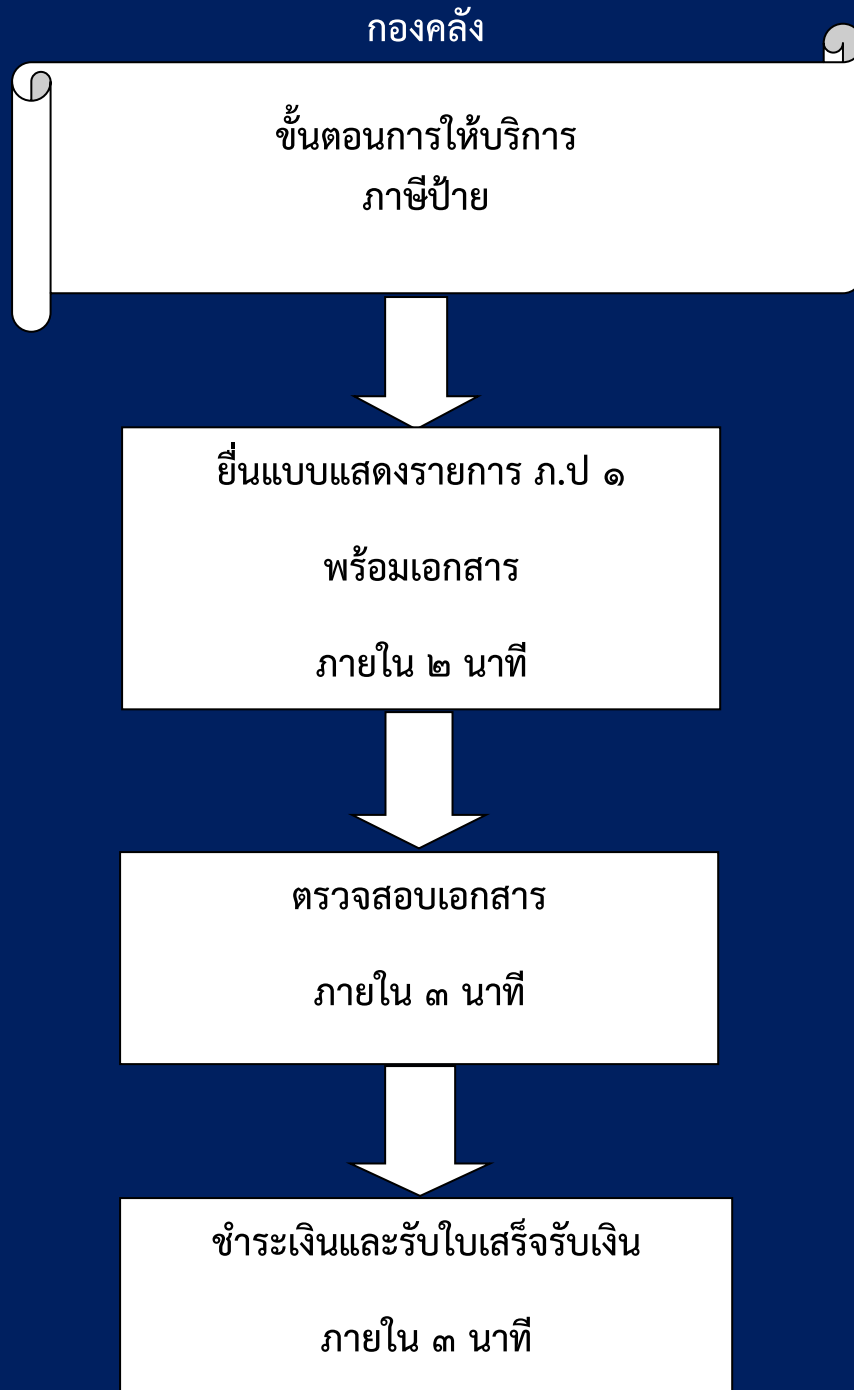 กองคลัง
ขั้นตอนการให้บริการ
ภาษีป้าย
ยื่นแบบแสดงรายการ ภ.ป ๑
พร้อมเอกสาร
ภายใน ๒ นาที
ตรวจสอบเอกสาร
ภายใน ๓ นาที
ชำระเงินและรับใบเสร็จรับเงิน
ภายใน ๓ นาที